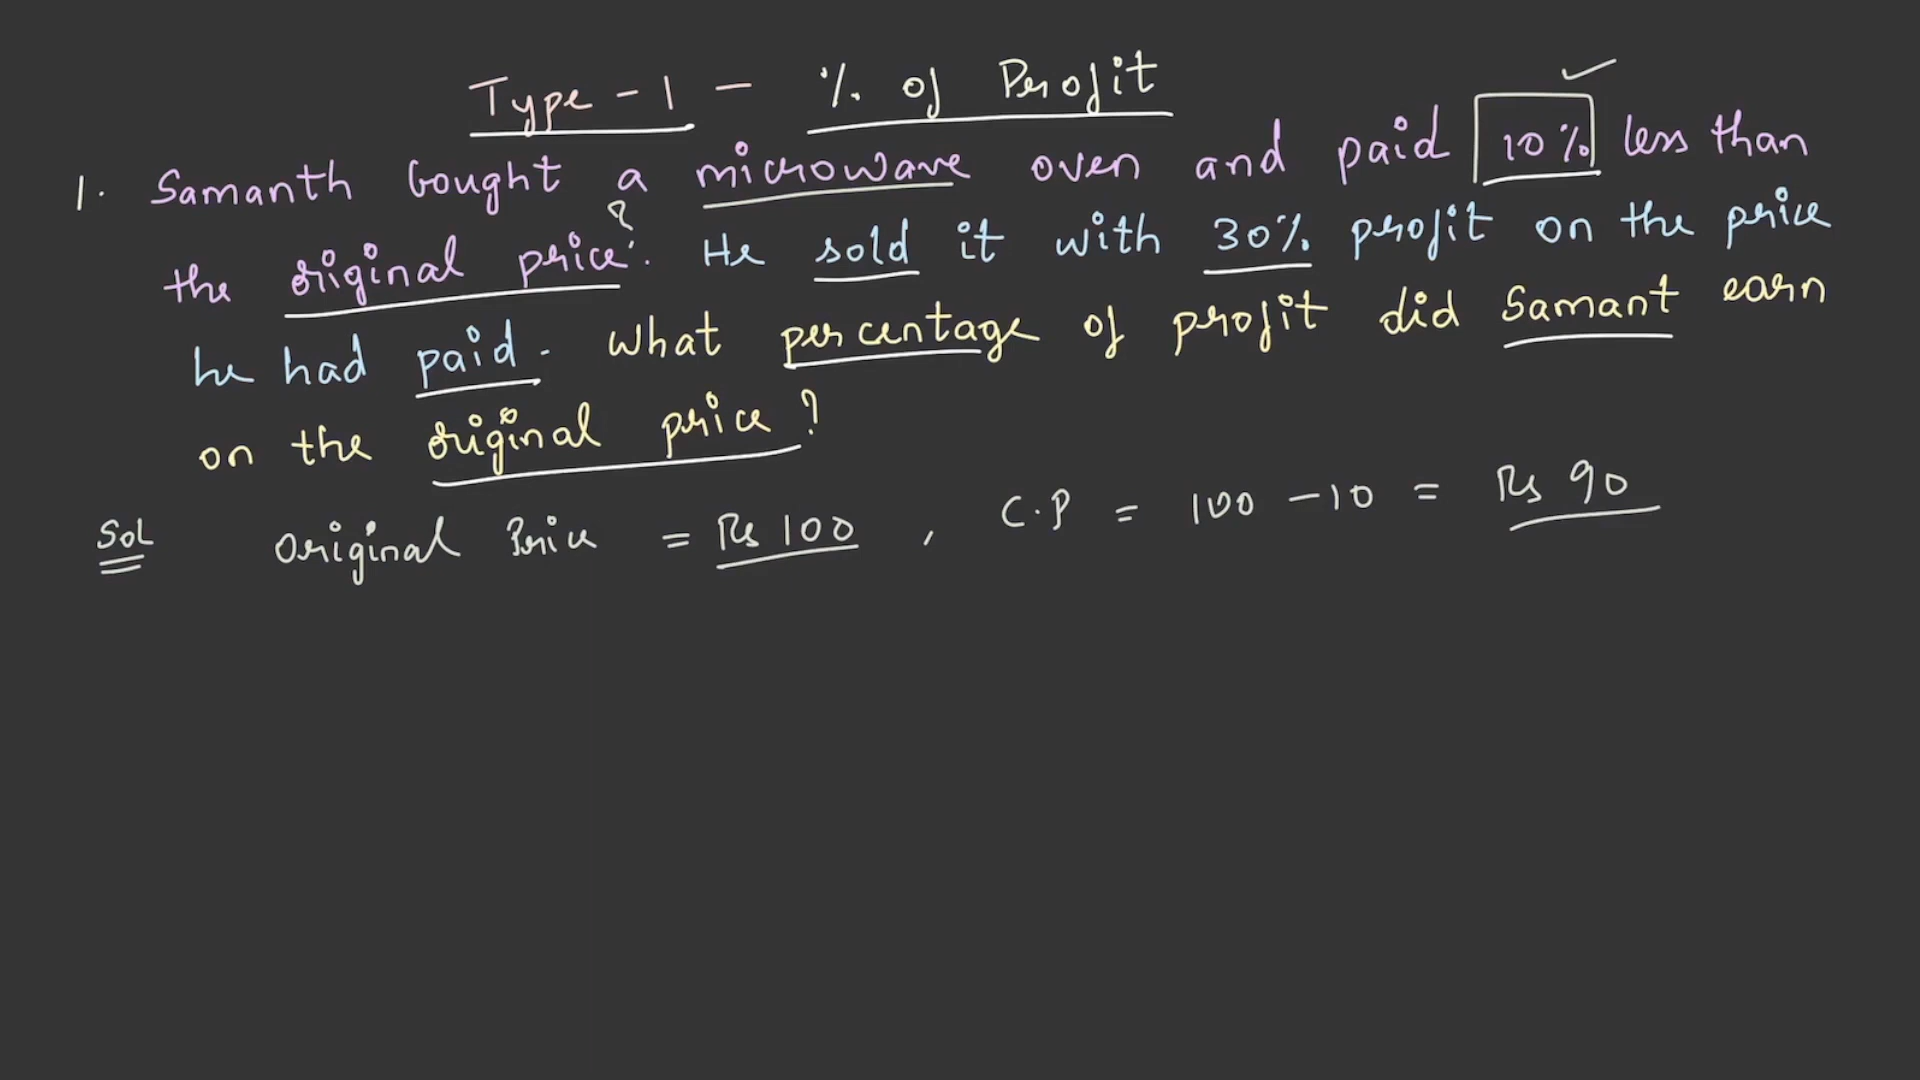 Type - 1 - % of Profit
1. Samanth bought a microwave oven and paid 10% less than
the original price. ? He sold it with 30% profit on the price
he had paid. What percentage of profit did Samant earn
on the original price?
Sol Original Price = Rs 100 , C.P = 100 - 10 = Rs 90